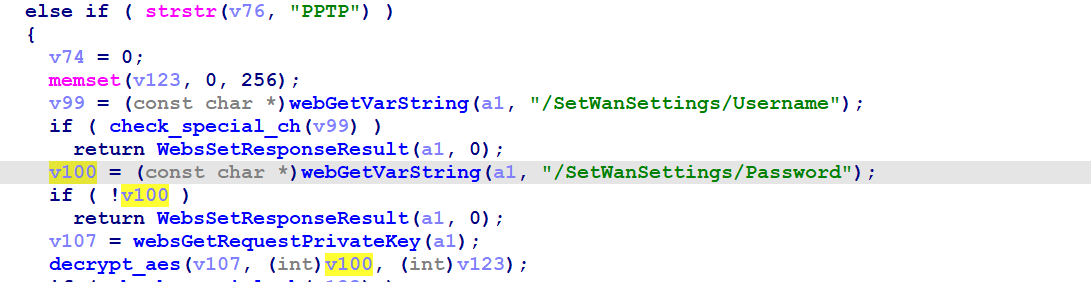 else if ( strstr(v76, "PPTP") )
{
v74 = 0;
memset(v123, 0, 256);
v99 = (const char *)webGetVarString(a1, "/SetWanSettings/Username");
if ( check_special_ch(v99) )
return WebsSetResponseResult(a1, 0);
v100 = (const char *)webGetVarString(a1, "/SetWanSettings/Password");
if ( !v100 )
return WebsSetResponseResult(a1, 0);
v107 = websGetRequestPrivateKey(a1);
decrypt_aes(v107, (int)v100, (int)v123);